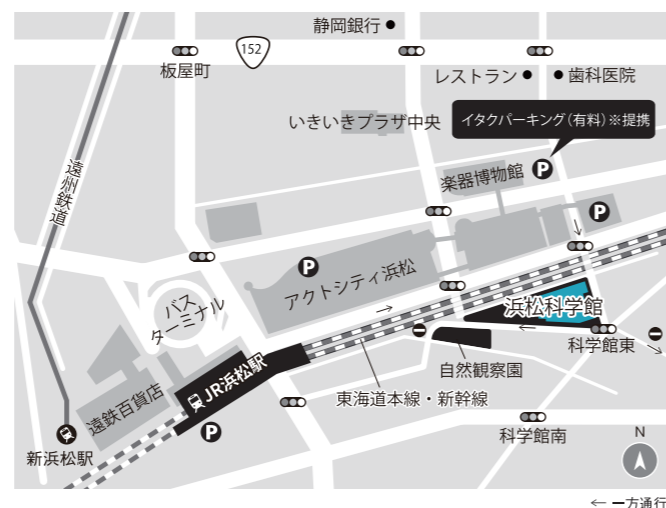 静岡銀行
152
板屋町
レストラン
歯科医院
いきいきプラザ中央
イタクパーキング(有料)※提携
遠州鉄道
楽器博物館
P
P
P
アクトシティ浜松
バス
ターミナル
浜松科学館
科学館東
自然観察園
JR浜松駅
東海道本線・新幹線
遠鉄百貨店
P
科学館南
新浜松駅
N
← 一方通行